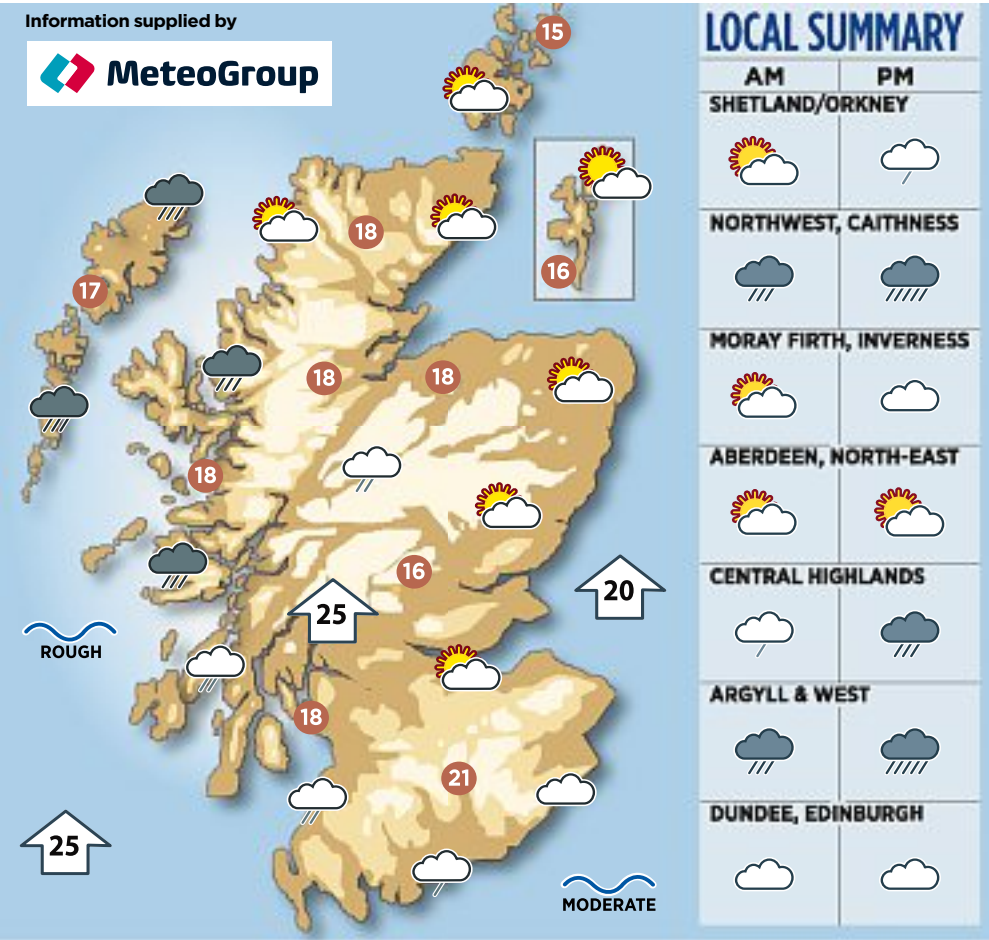 Information supplied by
MeteoGroup
15
18
16
17
18
18
18
16
25
20
ROUGH
18
21
25
MODERATE
LOCAL SUMMARY
AM PM
SHETLAND/ORKNEY
NORTHWEST, CAITHNESS
MORAY FIRTH, INVERNESS
ABERDEEN, NORTH-EAST
CENTRAL HIGHLANDS
ARGYLL & WEST
DUNDEE, EDINBURGH